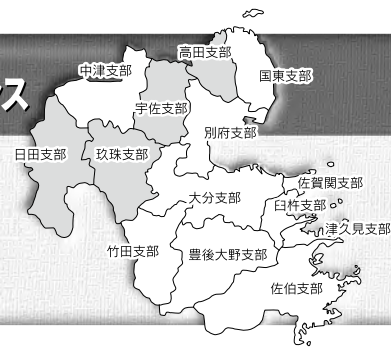 ンス
高田支部
中津支部
国東支部
宇佐支部
別府支部
日田支部
玖珠支部
佐賀関支部
大分支部
臼杵支部
津久見支部
竹田支部
豊後大野支部
佐伯支部